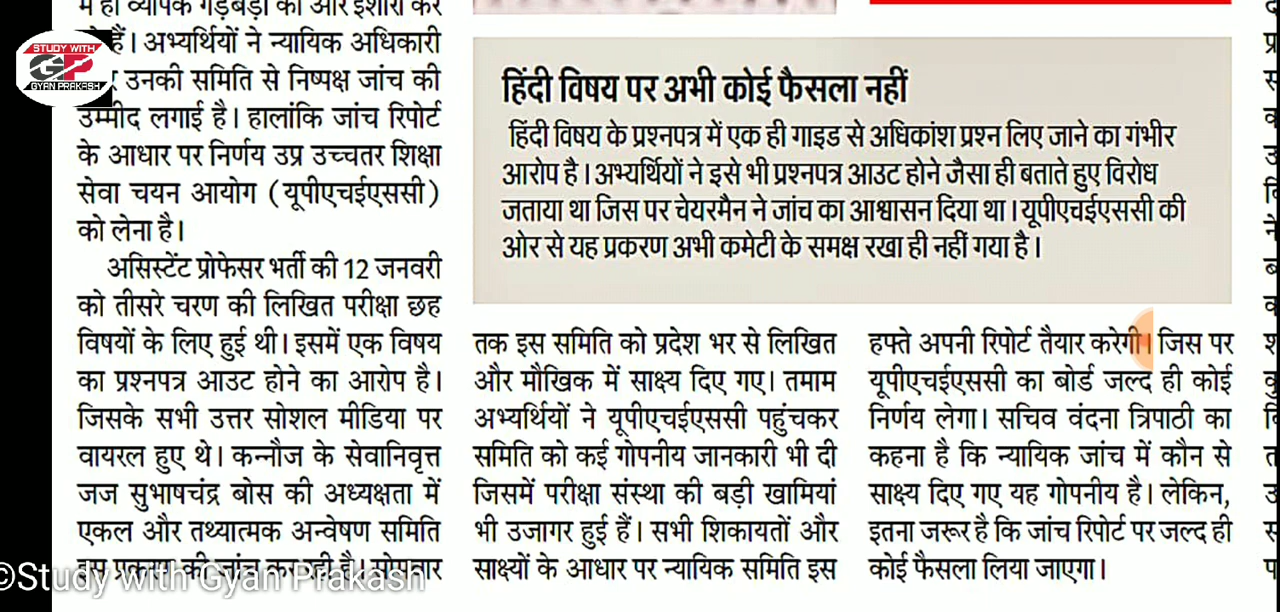 में ही व्यापक गड़बड़ी की ओर इशारा कर
हैं। अभ्यर्थियों ने न्यायिक अधिकारी
उनकी समिति से निष्पक्ष जांच की
उम्मीद लगाई है। हालांकि जांच रिपोर्ट
के आधार पर निर्णय उप्र उच्चतर शिक्षा
सेवा चयन आयोग (यूपीएचईएससी)
को लेना है।
असिस्टेंट प्रोफेसर भर्ती की 12 जनवरी
को तीसरे चरण की लिखित परीक्षा छह
विषयों के लिए हुई थी। इसमें एक विषय
का प्रश्नपत्र आउट होने का आरोप है।
जिसके सभी उत्तर सोशल मीडिया पर
वायरल हुए थे। कन्नौज के सेवानिवृत्त
जज सुभाषचंद्र बोस की अध्यक्षता में
एकल और तथ्यात्मक अन्वेषण समिति
इस प्रकरण की जांच कर रही है। सोमवार
हिंदी विषय पर अभी कोई फैसला नहीं
हिंदी विषय के प्रश्नपत्र में एक ही गाइड से अधिकांश प्रश्न लिए जाने का गंभीर
आरोप है। अभ्यर्थियों ने इसे भी प्रश्नपत्र आउट होने जैसा ही बताते हुए विरोध
जताया था जिस पर चेयरमैन ने जांच का आश्वासन दिया था। यूपीएचईएससी की
ओर से यह प्रकरण अभी कमेटी के समक्ष रखा ही नहीं गया है।
तक इस समिति को प्रदेश भर से लिखित
और मौखिक में साक्ष्य दिए गए। तमाम
अभ्यर्थियों ने यूपीएचईएससी पहुंचकर
समिति को कई गोपनीय जानकारी भी दी
जिसमें परीक्षा संस्था की बड़ी खामियां
भी उजागर हुई हैं। सभी शिकायतों और
साक्ष्यों के आधार पर न्यायिक समिति इस
हफ्ते अपनी रिपोर्ट तैयार करेगी। जिस पर
यूपीएचईएससी का बोर्ड जल्द ही कोई
निर्णय लेगा। सचिव वंदना त्रिपाठी का
कहना है कि न्यायिक जांच में कौन से
साक्ष्य दिए गए यह गोपनीय है। लेकिन,
इतना जरूर है कि जांच रिपोर्ट पर जल्द ही
कोई फैसला लिया जाएगा।
STUDY WITH
GP
GYAN PRAKASH
©Study with Gyan Prakash